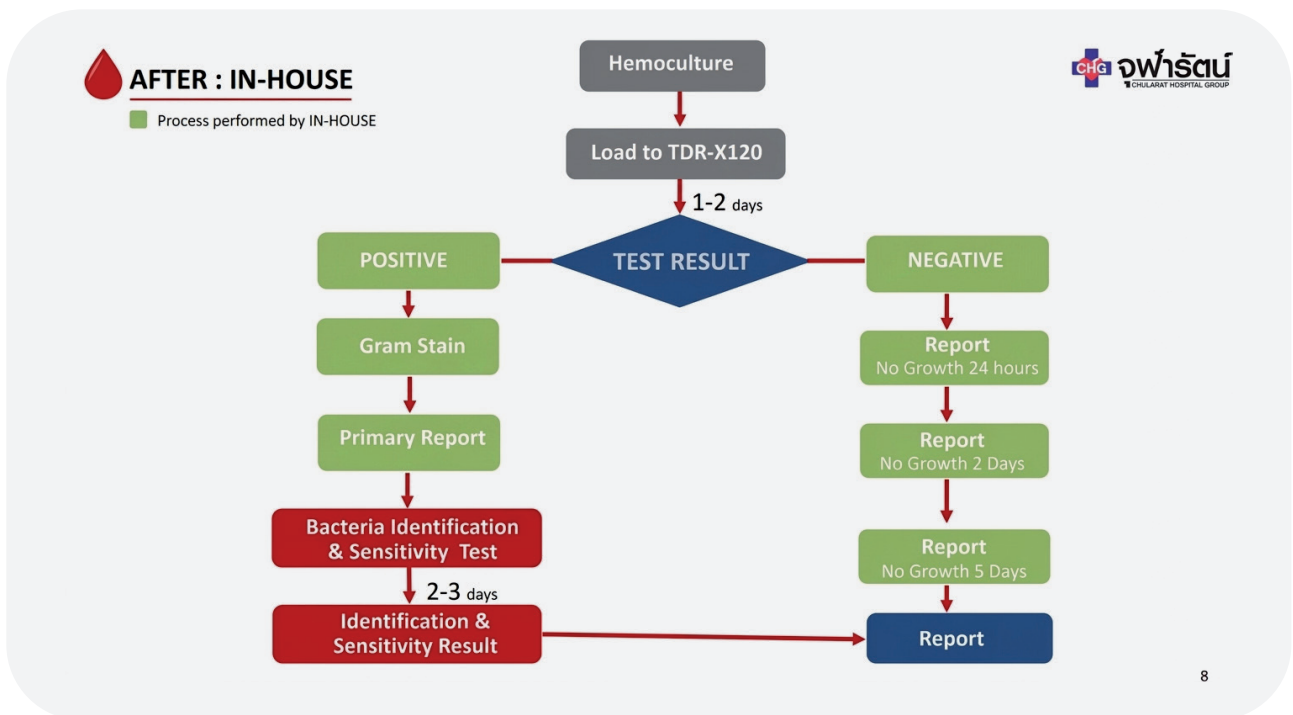 AFTER : IN-HOUSE
Process performed by IN-HOUSE
CHG จุฬารัตน์
CHULARAT HOSPITAL GROUP
Hemoculture
Load to TDR-X120
1-2 days
TEST RESULT
POSITIVE
Gram Stain
Primary Report
Bacteria Identification
& Sensitivity Test
2-3 days
Identification &
Sensitivity Result
NEGATIVE
Report
No Growth 24 hours
Report
No Growth 2 Days
Report
No Growth 5 Days
Report
8